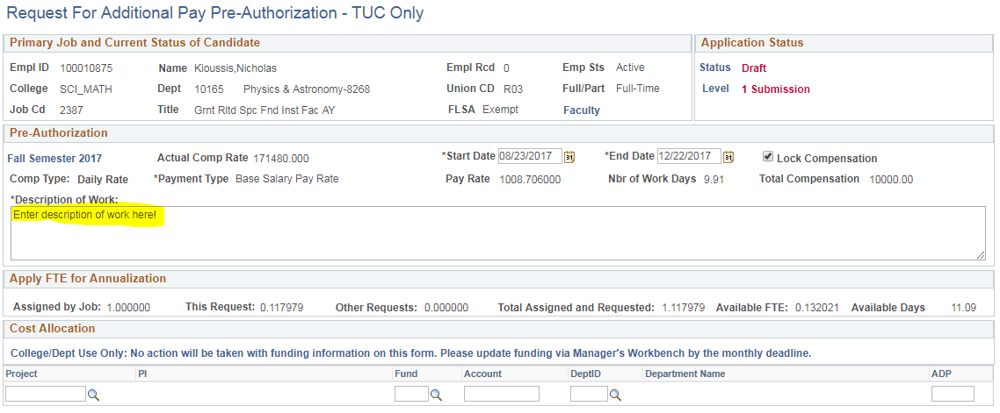 Request For Additional Pay Pre-Authorization - TUC Only
Primary Job and Current Status of Candidate
Application Status
Empl ID 100010875 Name Kioussis,Nicholas Empl Rcd 0 Emp Sts Active Status Draft
College SCI_MATH Dept 10165 Physics & Astronomy-8268 Union CD R03 Full/Part Full-Time Level 1 Submission
Job Cd 2387 Title Grnt Rltd Spc Fnd Inst Fac AY FLSA Exempt Faculty
Pre-Authorization
Fall Semester 2017 Actual Comp Rate 171480.000 *Start Date 08/23/2017 31 *End Date 12/22/2017 31 Lock Compensation
Comp Type: Daily Rate *Payment Type Base Salary Pay Rate Pay Rate 1008.706000 Nbr of Work Days 9.91 Total Compensation 10000.00
*Description of Work:
Enter description of work here!
Apply FTE for Annualization
Assigned by Job: 1.000000 This Request: 0.117979 Other Requests: 0.000000 Total Assigned and Requested: 1.117979 Available FTE: 0.132021 Available Days 11.09
Cost Allocation
College/Dept Use Only: No action will be taken with funding information on this form. Please update funding via Manager's Workbench by the monthly deadline.
Project PI Fund Account DeptID Department Name ADP